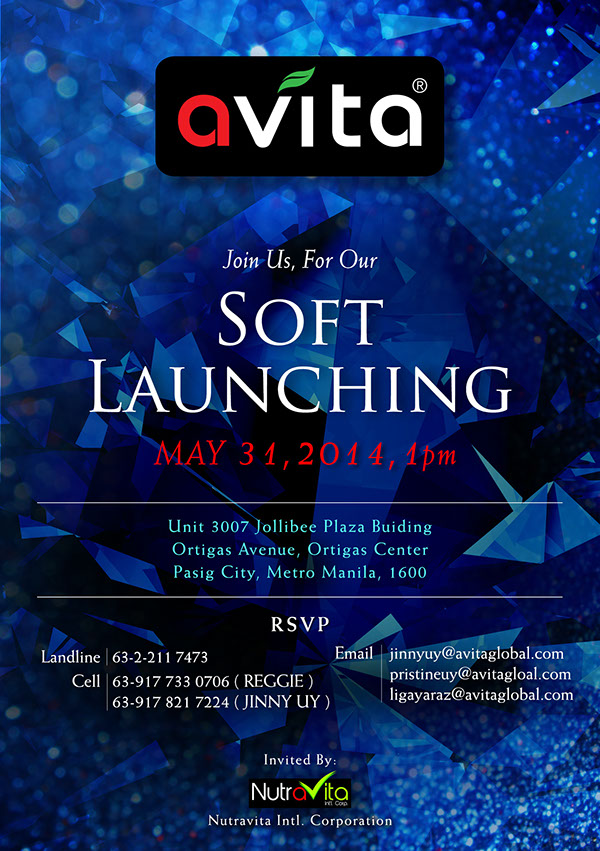 avita®
Join Us, For Our
SOFT
LAUNCHING
MAY 31, 2014, 1pm
Unit 3007 Jollibee Plaza Buiding
Ortigas Avenue, Ortigas Center
Pasig City, Metro Manila, 1600
RSVP
Landline | 63-2-211 7473
Cell | 63-917 733 0706 ( REGGIE )
63-917 821 7224 ( JINNY UY )
Email | jinnyuy@avitaglobal.com
pristineuy@avitagloal.com
ligayaraz@avitaglobal.com
Invited By:
NutraVita
Intl. Corp.
Nutravita Intl. Corporation